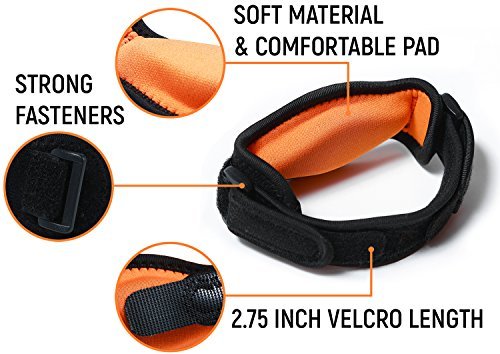 SOFT MATERIAL
& COMFORTABLE PAD
STRONG
FASTENERS
2.75 INCH VELCRO LENGTH